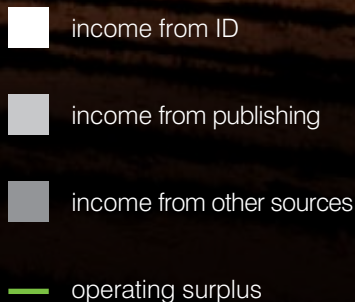 income from ID
income from publishing
income from other sources
operating surplus